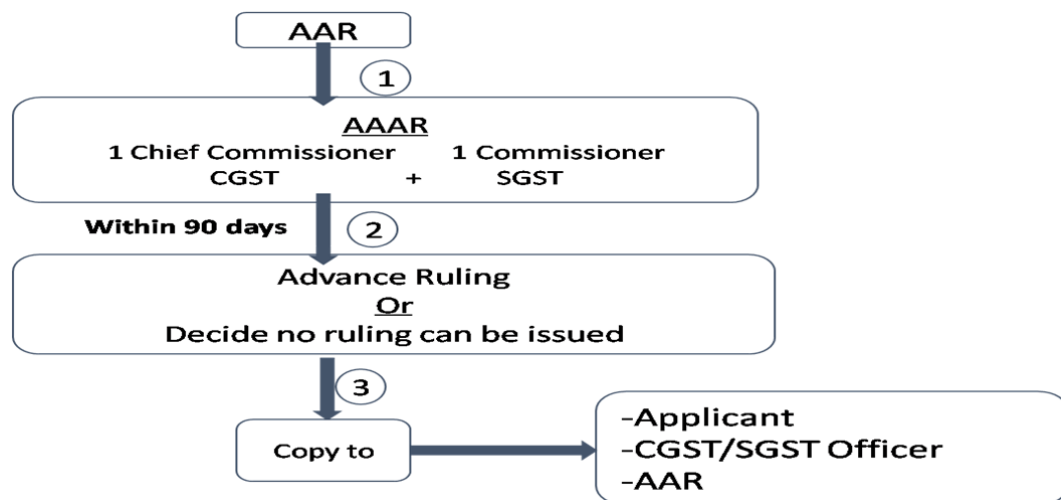 AAR
1
AAAR
1 Chief Commissioner 1 Commissioner
CGST + SGST
Within 90 days 2
Advance Ruling
Or
Decide no ruling can be issued
3
Copy to
-Applicant
-CGST/SGST Officer
-AAR